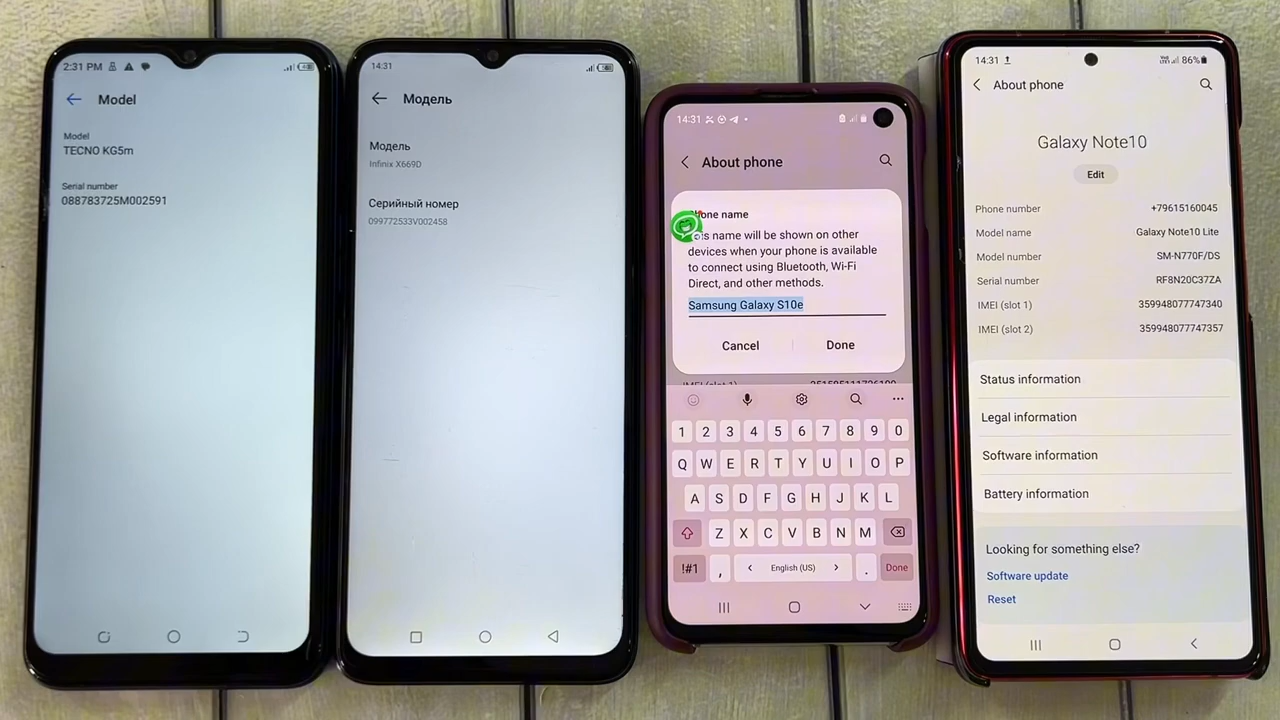 2:31 PM
Model
Model
TECNO KG5m
Serial number
088783725M002591
14:31
Модель
Модель
Infinix X669D
Серийный номер
099772533V002458
14:31
About phone
Phone name
This name will be shown on other
devices when your phone is available
to connect using Bluetooth, Wi-Fi
Direct, and other methods.
Samsung Galaxy S10e
Cancel Done
1 2 3 4 5 6 7 8 9 0
Q W E R T Y U I O P
A S D F G H J K L
Z X C V B N M
!#1 , < English (US) > . Done
14:31 86%
About phone
Galaxy Note10
Edit
Phone number +79615160045
Model name Galaxy Note10 Lite
Model number SM-N770F/DS
Serial number RF8N20C37ZA
IMEI (slot 1) 359948077747340
IMEI (slot 2) 359948077747357
Status information
Legal information
Software information
Battery information
Looking for something else?
Software update
Reset